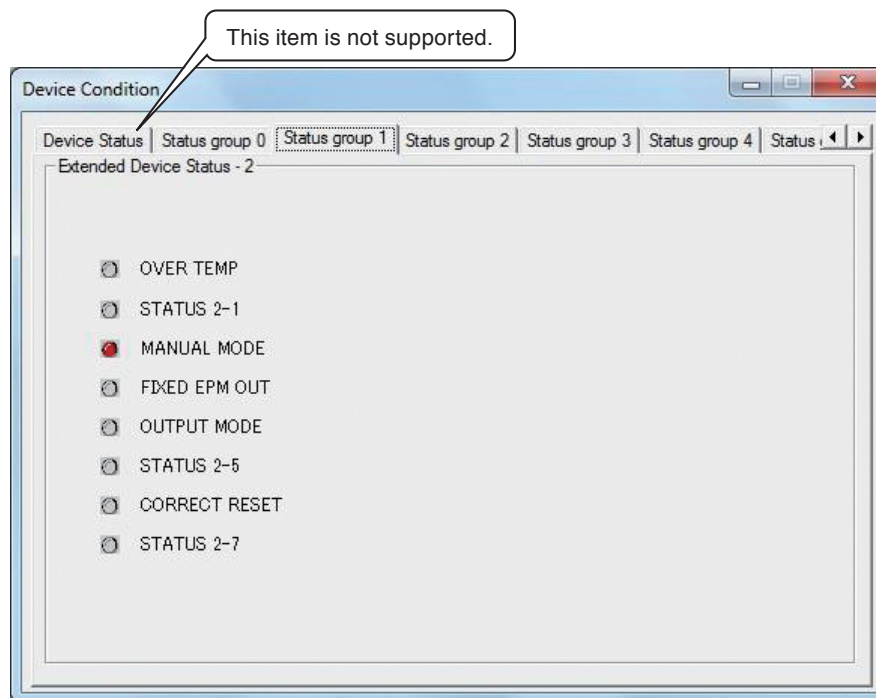 This item is not supported.
Device Condition
Device Status
Status group 0
Status group 1
Status group 2
Status group 3
Status group 4
Status
Extended Device Status - 2
OVER TEMP
STATUS 2-1
MANUAL MODE
FIXED EPM OUT
OUTPUT MODE
STATUS 2-5
CORRECT RESET
STATUS 2-7